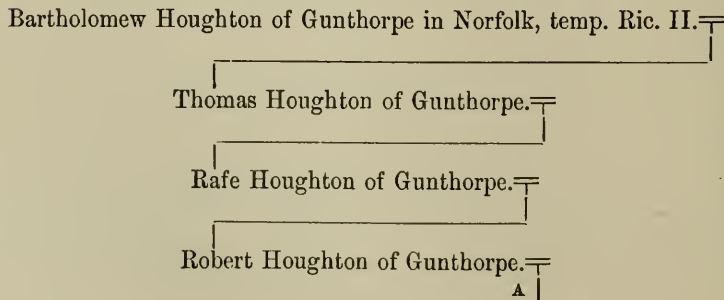 Bartholomew Houghton of Gunthorpe in Norfolk, temp. Ric. II.
Thomas Houghton of Gunthorpe.
Rafe Houghton of Gunthorpe.
Robert Houghton of Gunthorpe.
A